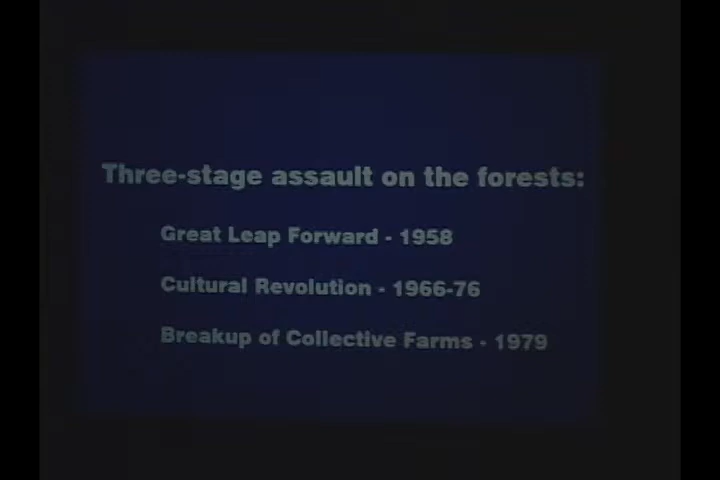 Three-stage assault on the forests:
Great Leap Forward - 1958
Cultural Revolution - 1966-76
Breakup of Collective Farms - 1979